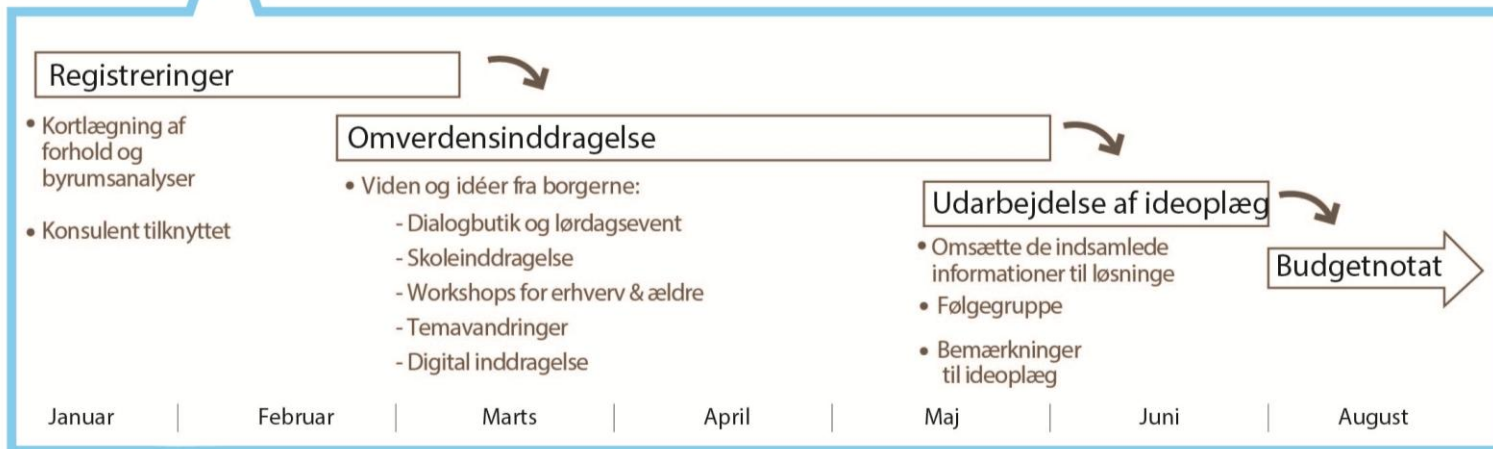 Registreringer
• Kortlægning af
forhold og
byrumsanalyser
• Konsulent tilknyttet
Omverdensinddragelse
• Viden og idéer fra borgerne:
- Dialogbutik og lørdagsevent
- Skoleinddragelse
- Workshops for erhverv & ældre
- Temavandringer
- Digital inddragelse
Udarbejdelse af ideoplæg
• Omsætte de indsamlede
informationer til løsninge
• Følgegruppe
• Bemærkninger
til ideoplæg
Budgetnotat
Januar | Februar | Marts | April | Maj | Juni | August